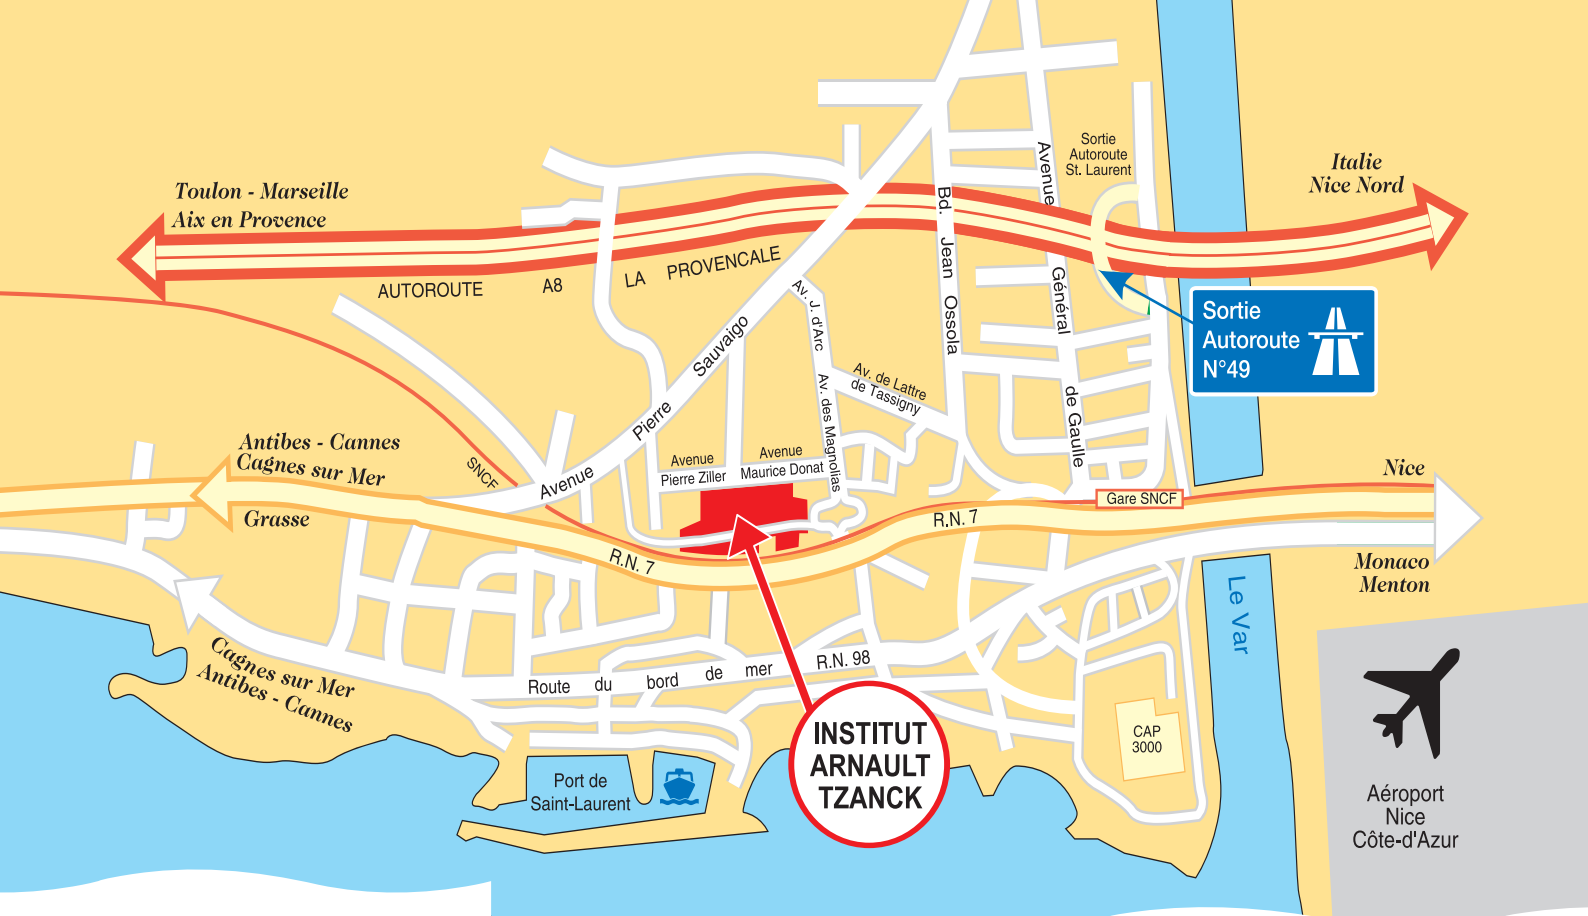 Toulon - Marseille
Aix en Provence
Italie
Nice Nord
Sortie
Autoroute
St. Laurent
AUTOROUTE A8 LA PROVENCALE
Sortie
Autoroute
N°49
Bd. Jean Ossola
Avenue Général de Gaulle
Av. J. d'Arc
Av. des Magnolias
Av. de Lattre
de Tassigny
Avenue Pierre Sauvaigo
Avenue
Pierre Ziller
Avenue
Maurice Donat
SNCF
Antibes - Cannes
Cagnes sur Mer
Grasse
R.N. 7
R.N. 7
Gare SNCF
Nice
Monaco
Menton
Le Var
Cagnes sur Mer
Antibes - Cannes
Route du bord de mer R.N. 98
INSTITUT
ARNAULT
TZANCK
CAP
3000
Port de
Saint-Laurent
Aéroport
Nice
Côte-d'Azur